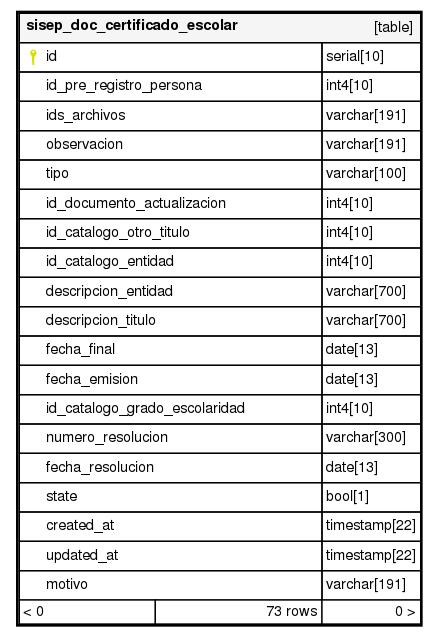 sisep_doc_certificado_escolar [table]
id serial[10]
id_pre_registro_persona int4[10]
ids_archivos varchar[191]
observacion varchar[191]
tipo varchar[100]
id_documento_actualizacion int4[10]
id_catalogo_otro_titulo int4[10]
id_catalogo_entidad int4[10]
descripcion_entidad varchar[700]
descripcion_titulo varchar[700]
fecha_final date[13]
fecha_emision date[13]
id_catalogo_grado_escolaridad int4[10]
numero_resolucion varchar[300]
fecha_resolucion date[13]
state bool[1]
created_at timestamp[22]
updated_at timestamp[22]
motivo varchar[191]
< 0 73 rows 0 >